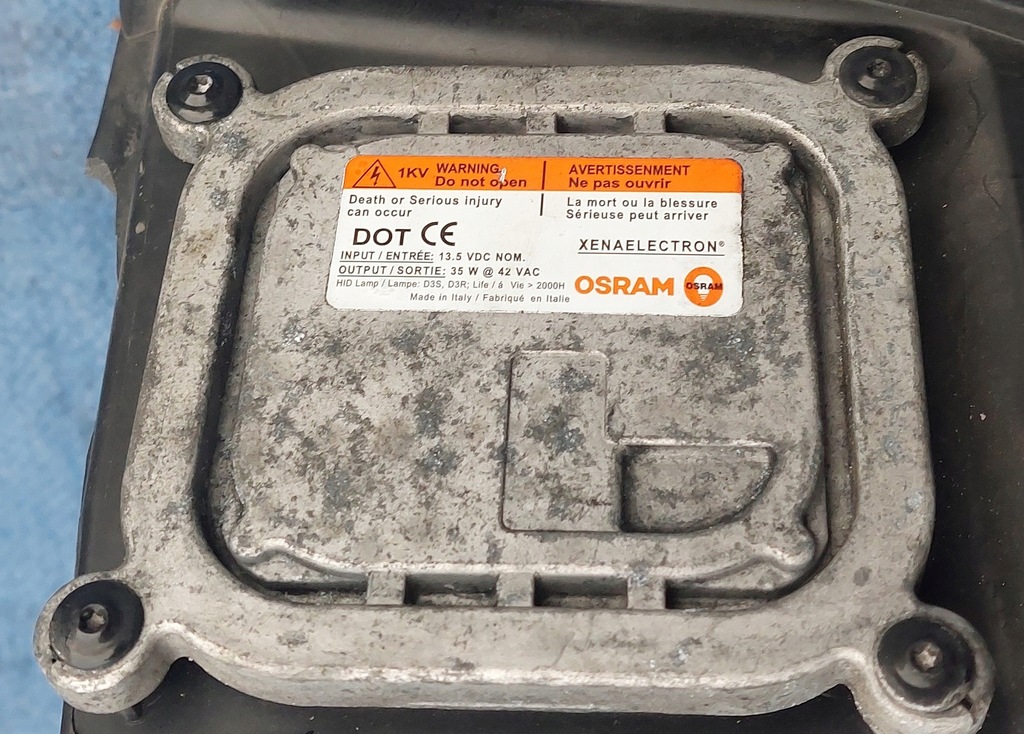 1KV WARNING
Do not open
AVERTISSENMENT
Ne pas ouvrir
Death or Serious injury
can occur
La mort ou la blessure
Sérieuse peut arriver
DOT CE
XENAELECTRON®
INPUT / ENTRÉE: 13.5 VDC NOM.
OUTPUT / SORTIE: 35 W @ 42 VAC
HID Lamp / Lampe: D3S, D3R; Life / á Vie > 2000H
Made in Italy / Fabriqué en Italie
OSRAM
OSRAM